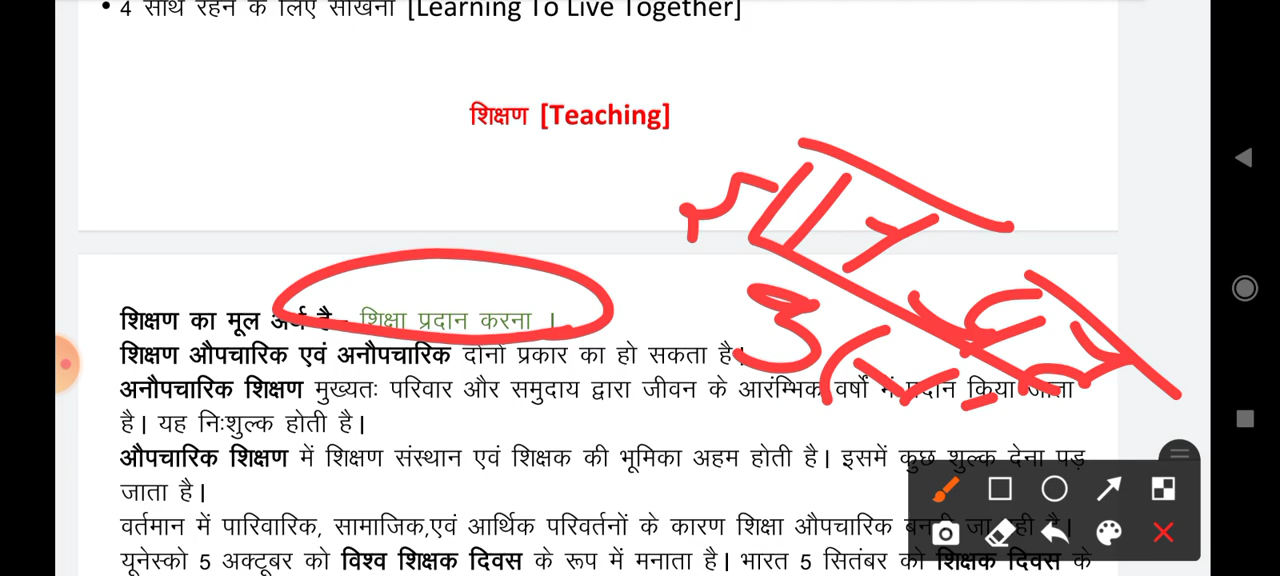 • 4 साथ रहने के लिए सीखना [Learning To Live Together]
शिक्षण [Teaching]
शिक्षण का मूल अर्थ है - शिक्षा प्रदान करना ।
शिक्षण औपचारिक एवं अनौपचारिक दोनो प्रकार का हो सकता है।
अनौपचारिक शिक्षण मुख्यतः परिवार और समुदाय द्वारा जीवन के आरंम्भिक वर्षों में प्रदान किया जाता
है। यह निःशुल्क होती है।
औपचारिक शिक्षण में शिक्षण संस्थान एवं शिक्षक की भूमिका अहम होती है। इसमें कुछ शुल्क देना पड़
जाता है।
वर्तमान में पारिवारिक, सामाजिक,एवं आर्थिक परिवर्तनों के कारण शिक्षा औपचारिक बनती जा रही है।
यूनेस्को 5 अक्टूबर को विश्व शिक्षक दिवस के रूप में मनाता है। भारत 5 सितंबर को शिक्षक दिवस के